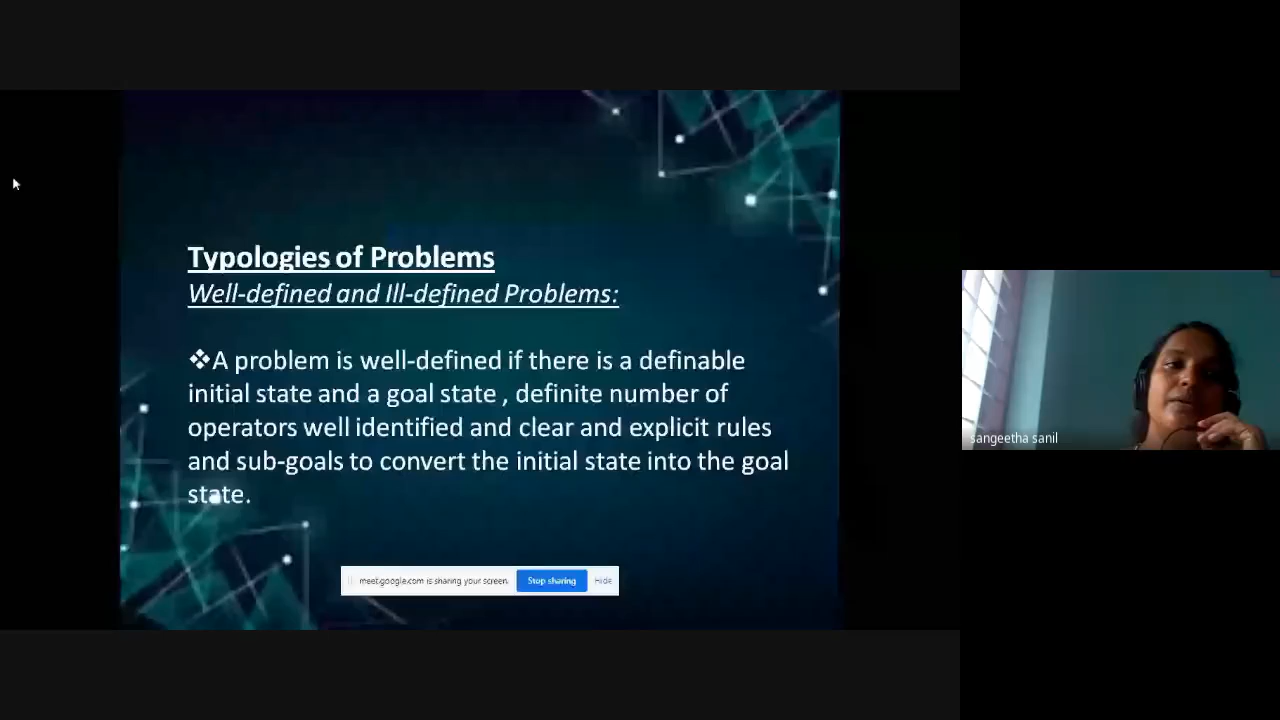 Typologies of Problems
Well-defined and Ill-defined Problems:
❖A problem is well-defined if there is a definable
initial state and a goal state , definite number of
operators well identified and clear and explicit rules
and sub-goals to convert the initial state into the goal
state.
meet.google.com is sharing your screen. Stop sharing Hide
sangeetha sanil